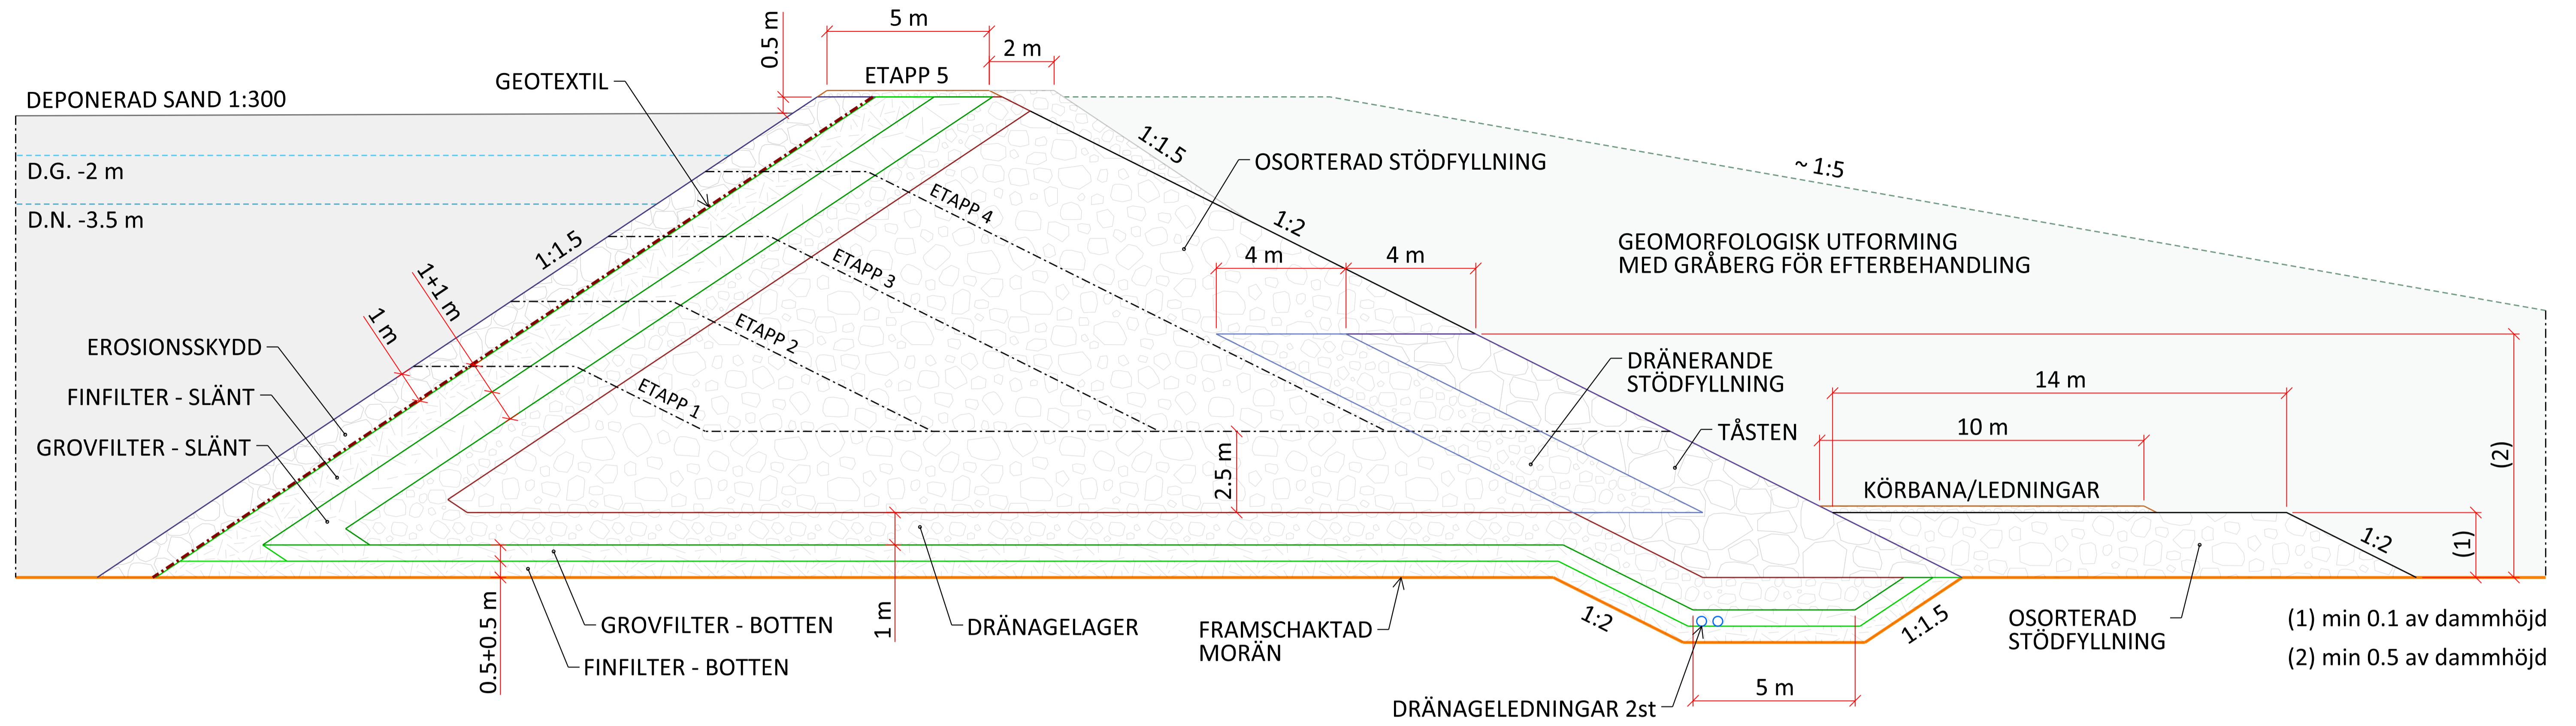 5 m
0.5 m
2 m
ETAPP 5
GEOTEXTIL
DEPONERAD SAND 1:300
1:1.5
OSORTERAD STÖDFYLLNING
~ 1:5
D.G. -2 m
D.N. -3.5 m
ETAPP 4
1:2
GEOMORFOLOGISK UTFORMING
MED GRÅBERG FÖR EFTERBEHANDLING
1:1.5
4 m
4 m
ETAPP 3
1+1 m
1 m
ETAPP 2
EROSIONSSKYDD
DRÄNERANDE
STÖDFYLLNING
14 m
FINFILTER - SLÄNT
ETAPP 1
10 m
TÅSTEN
GROVFILTER - SLÄNT
2.5 m
(2)
KÖRBANA/LEDNINGAR
1:2
(1)
0.5+0.5 m
GROVFILTER - BOTTEN
1 m
DRÄNAGELAGER
FRAMSCHAKTAD
MORÄN
1:2
1:1.5
OSORTERAD
STÖDFYLLNING
(1) min 0.1 av dammhöjd
(2) min 0.5 av dammhöjd
FINFILTER - BOTTEN
5 m
DRÄNAGELEDNINGAR 2st